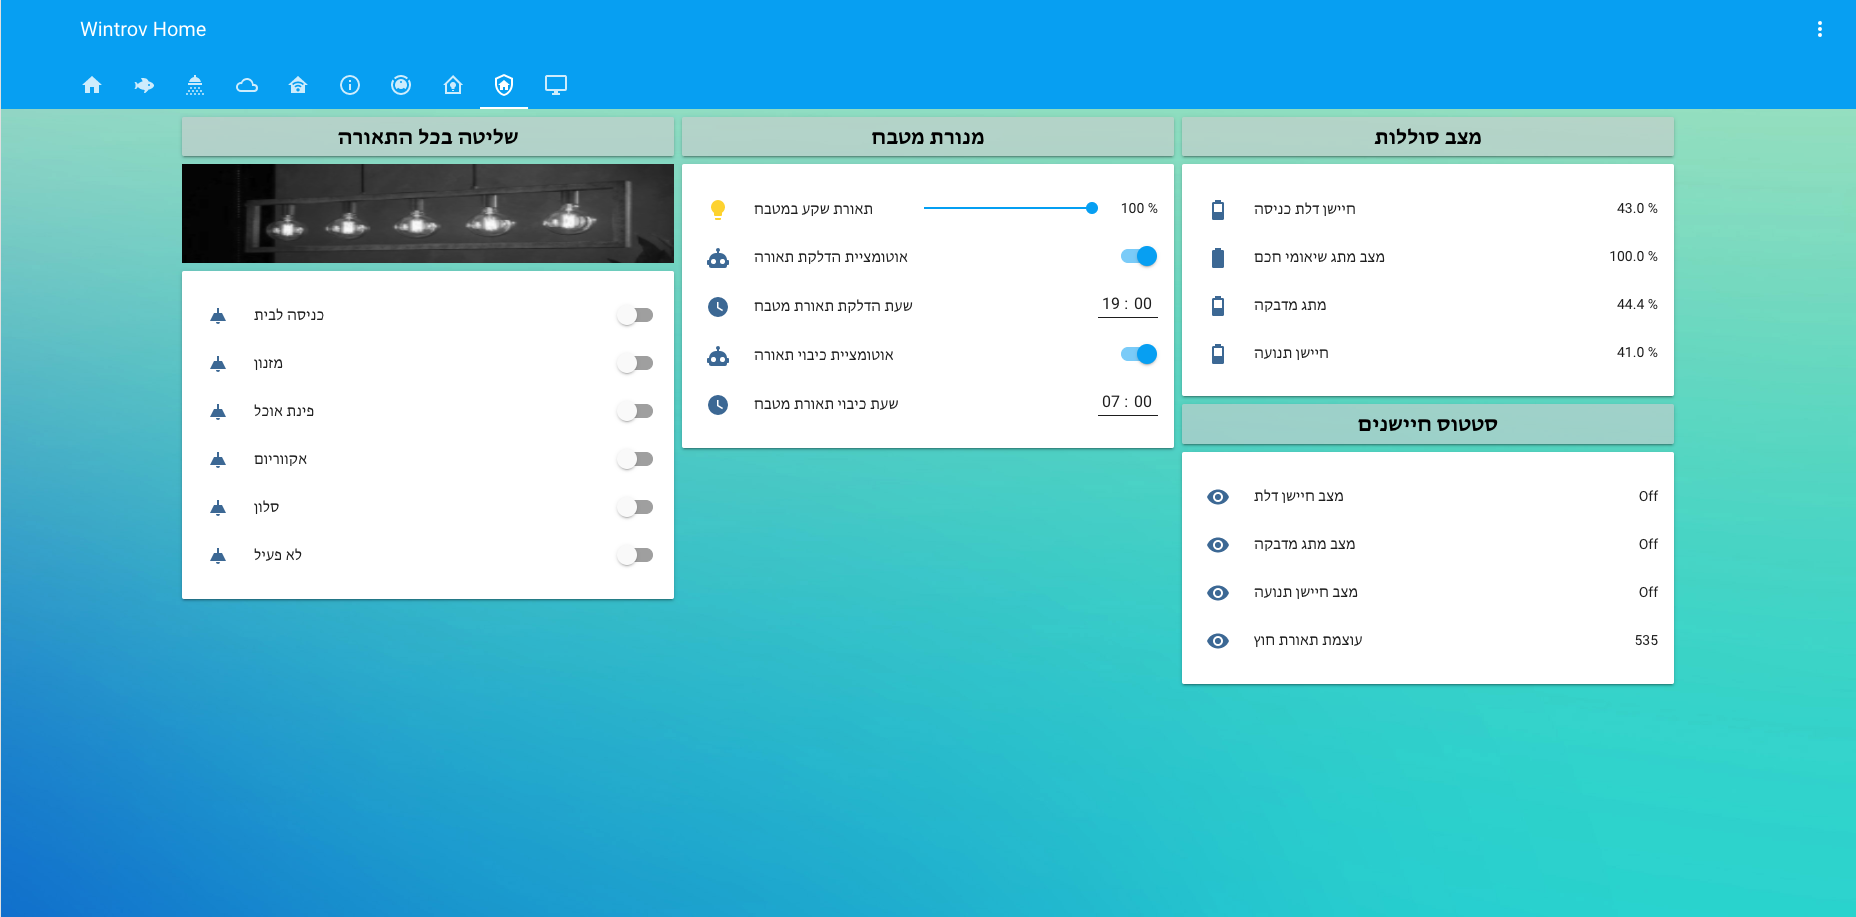 Wintrov Home
שליטה בכל התאורה
כניסה לבית
מזנון
פינת אוכל
אקווריום
סלון
לא פעיל
מנורת מטבח
תאורת שקע במטבח 100 %
אוטומציית הדלקת תאורה
שעת הדלקת תאורת מטבח 19 : 00
אוטומציית כיבוי תאורה
שעת כיבוי תאורת מטבח 07 : 00
מצב סוללות
חיישן דלת כניסה 43.0 %
מצב מתג שיאומי חכם 100.0 %
מתג מדבקה 44.4 %
חיישן תנועה 41.0 %
סטטוס חיישנים
מצב חיישן דלת Off
מצב מתג מדבקה Off
מצב חיישן תנועה Off
עוצמת תאורת חוץ 535